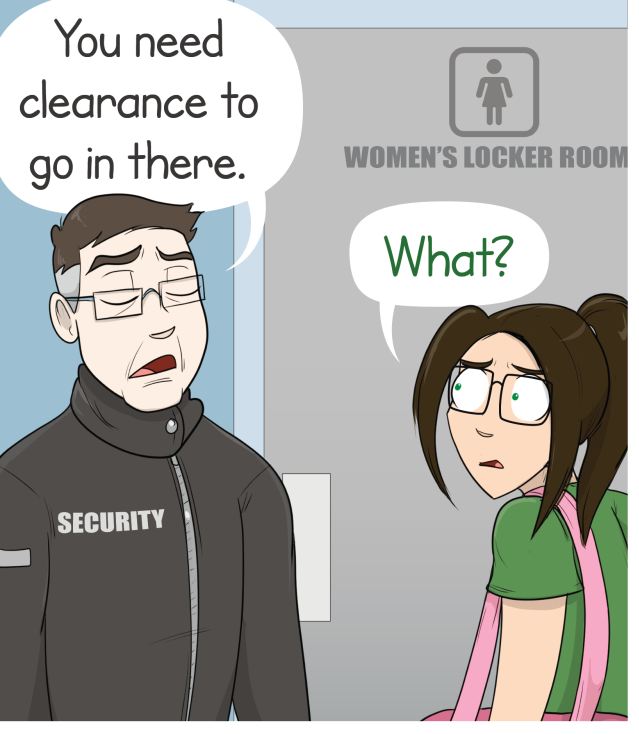 You need
clearance to
go in there.
WOMEN'S LOCKER ROOM
What?
SECURITY